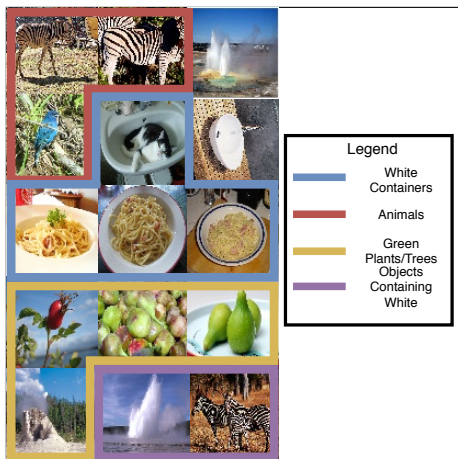 Legend
White
Containers
Animals
Green
Plants/Trees
Objects
Containing
White